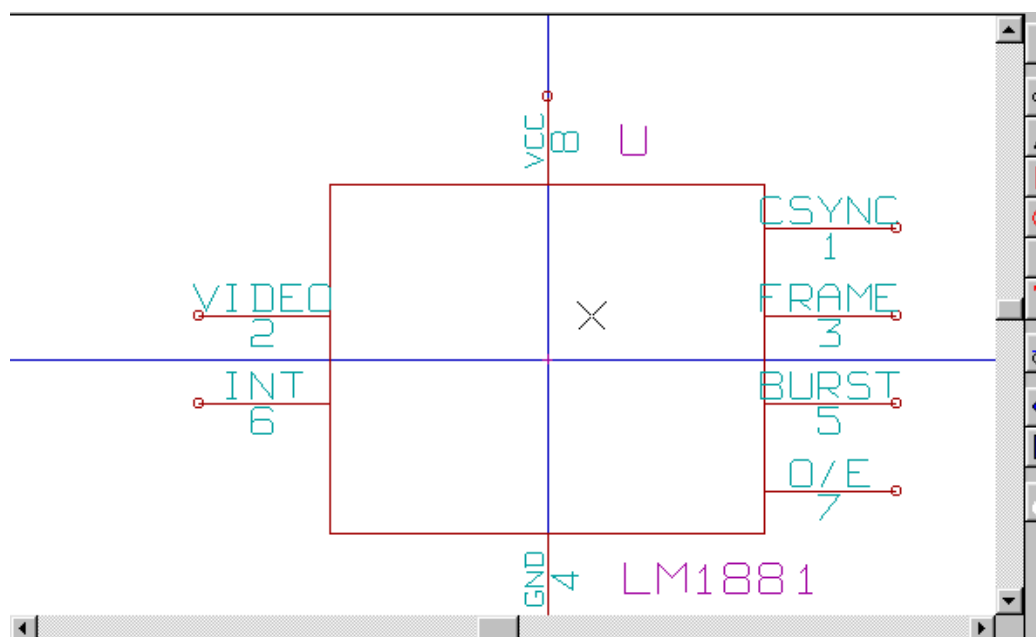 VCC
8
U
CSYNC
1
VIDEO
2
FRAME
3
INT
6
BURST
5
O/E
7
GND
4
LM1881